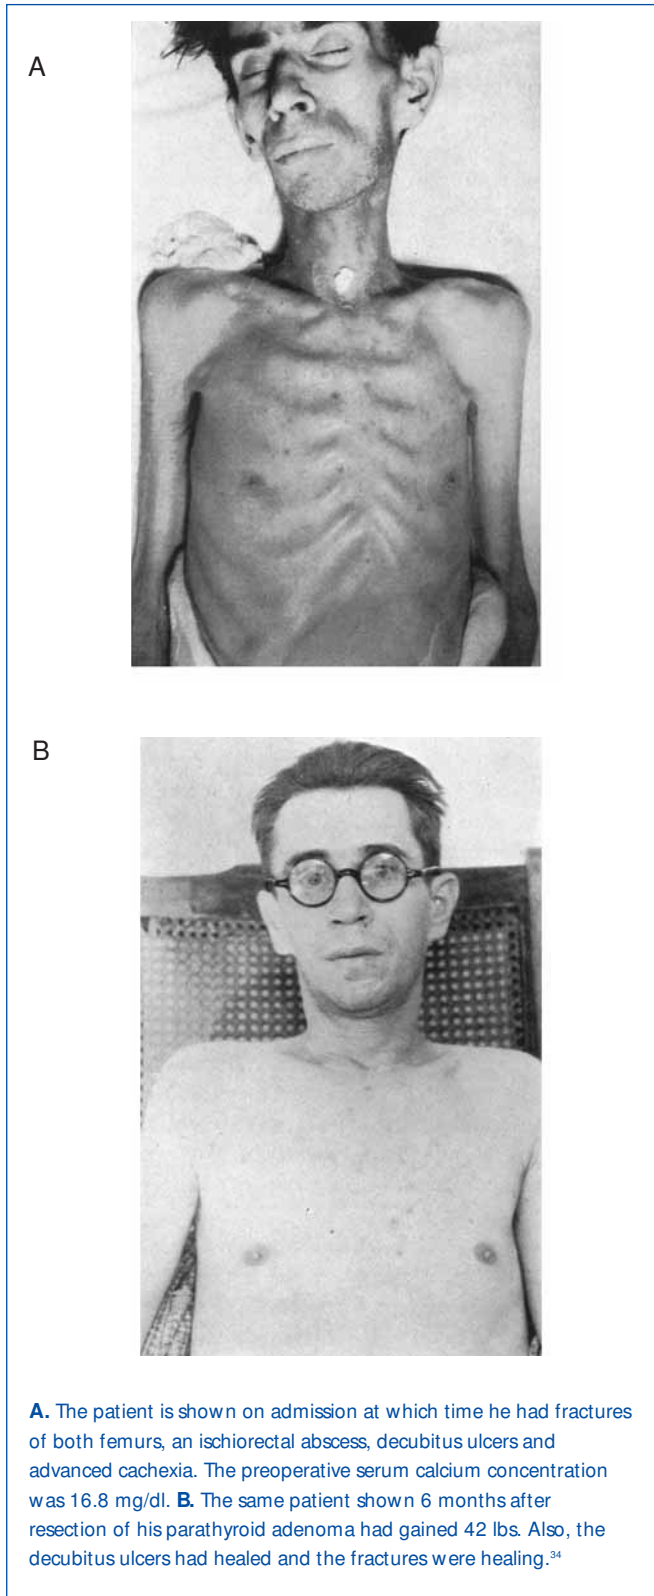 A
B
A. The patient is shown on admission at which time he had fractures
of both femurs, an ischiorectal abscess, decubitus ulcers and
advanced cachexia. The preoperative serum calcium concentration
was 16.8 mg/dl. B. The same patient shown 6 months after
resection of his parathyroid adenoma had gained 42 lbs. Also, the
decubitus ulcers had healed and the fractures were healing.34